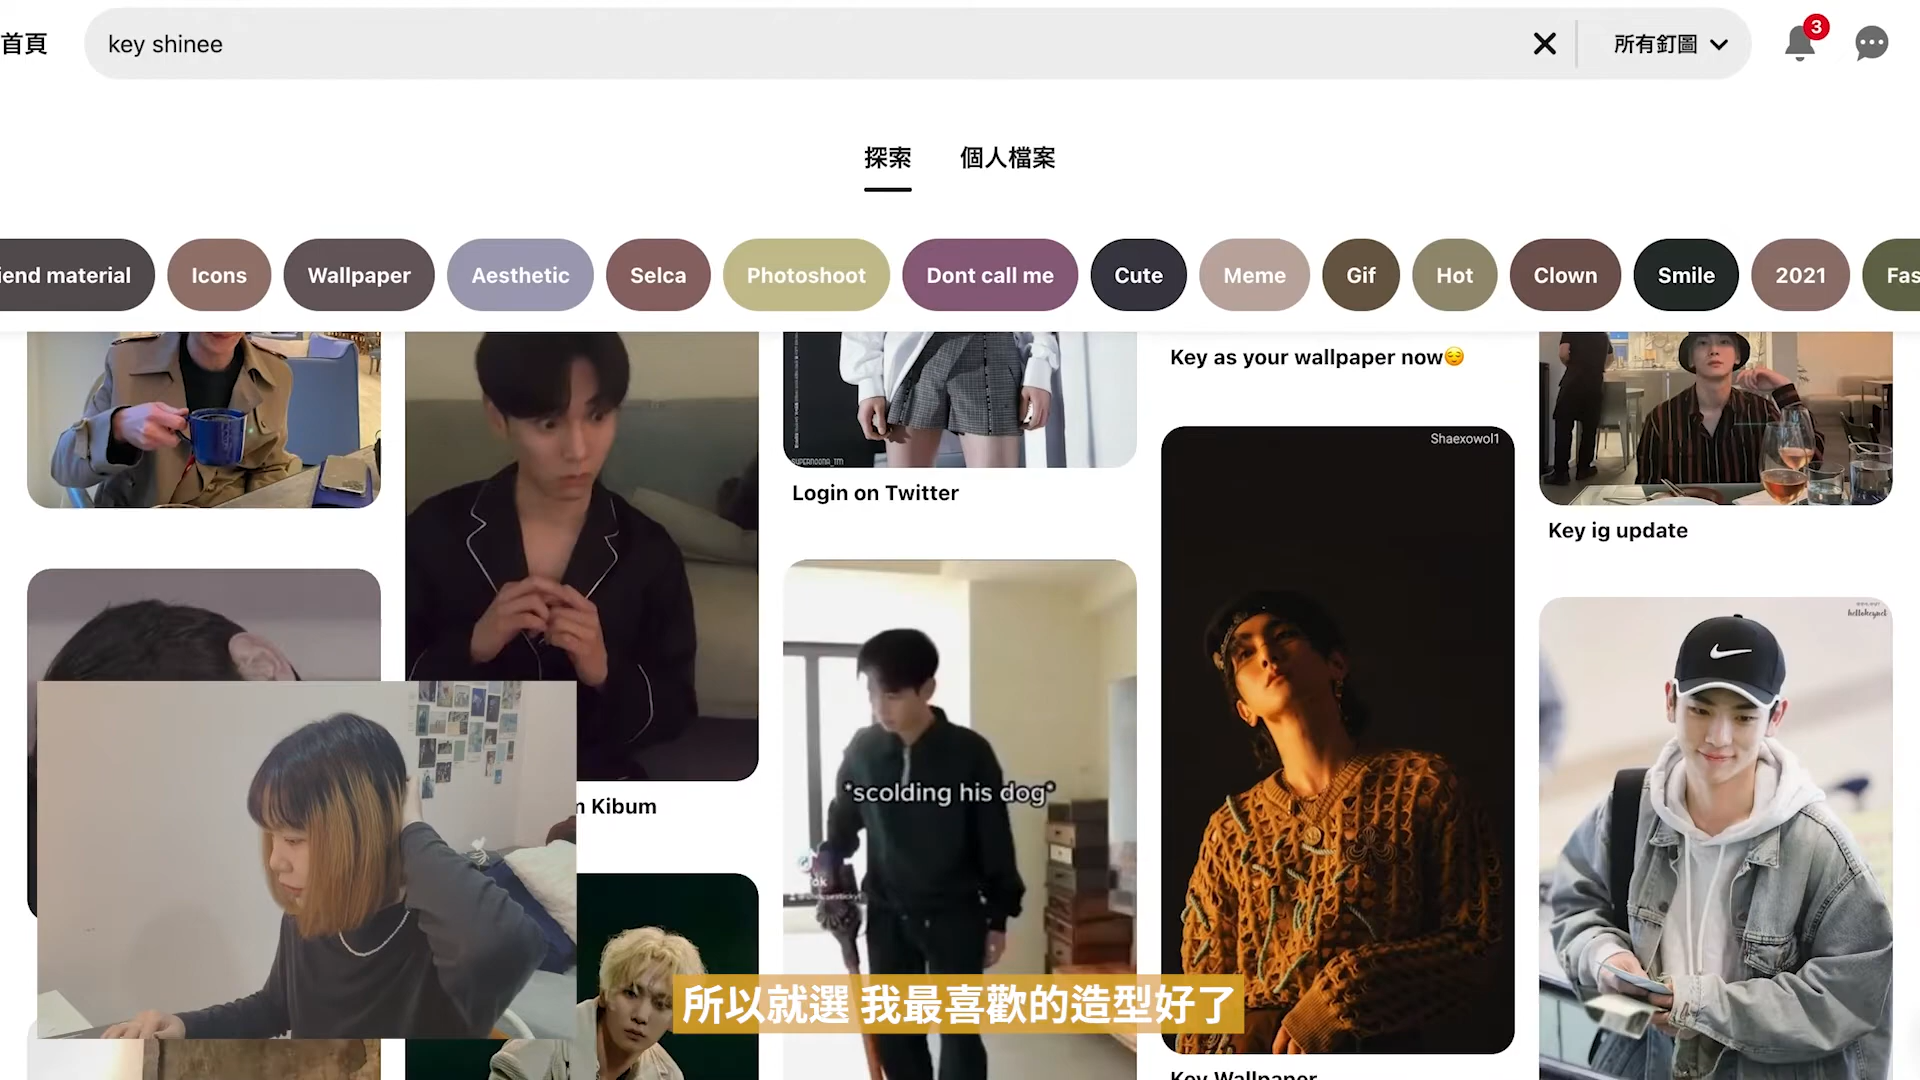 首頁
key shinee
所有釘圖
3
探索
個人檔案
iend material
Icons
Wallpaper
Aesthetic
Selca
Photoshoot
Dont call me
Cute
Meme
Gif
Hot
Clown
Smile
2021
Fas
Key as your wallpaper now😌
Login on Twitter
Shaexowol1
Key ig update
*scolding his dog*
m Kibum
所以就選 我最喜歡的造型好了
Key Wallpaper